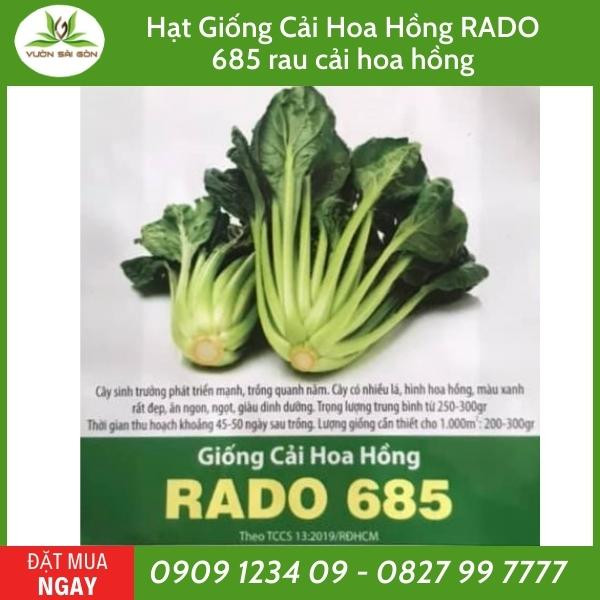 VƯỜN SÀI GÒN
Hạt Giống Cải Hoa Hồng RADO
685 rau cải hoa hồng
Cây sinh trưởng phát triển mạnh, trồng quanh năm. Cây có nhiều lá, hình hoa hồng, màu xanh
rất đẹp, ăn ngon, ngọt, giàu dinh dưỡng. Trọng lượng trung bình từ 250-300gr
Thời gian thu hoạch khoảng 45-50 ngày sau trồng. Lượng giống cần thiết cho 1.000m²: 200-300gr
Giống Cải Hoa Hồng
RADO 685
Theo TCCS 13:2019/RĐHCM
ĐẶT MUA
NGAY
0909 1234 09 - 0827 99 7777